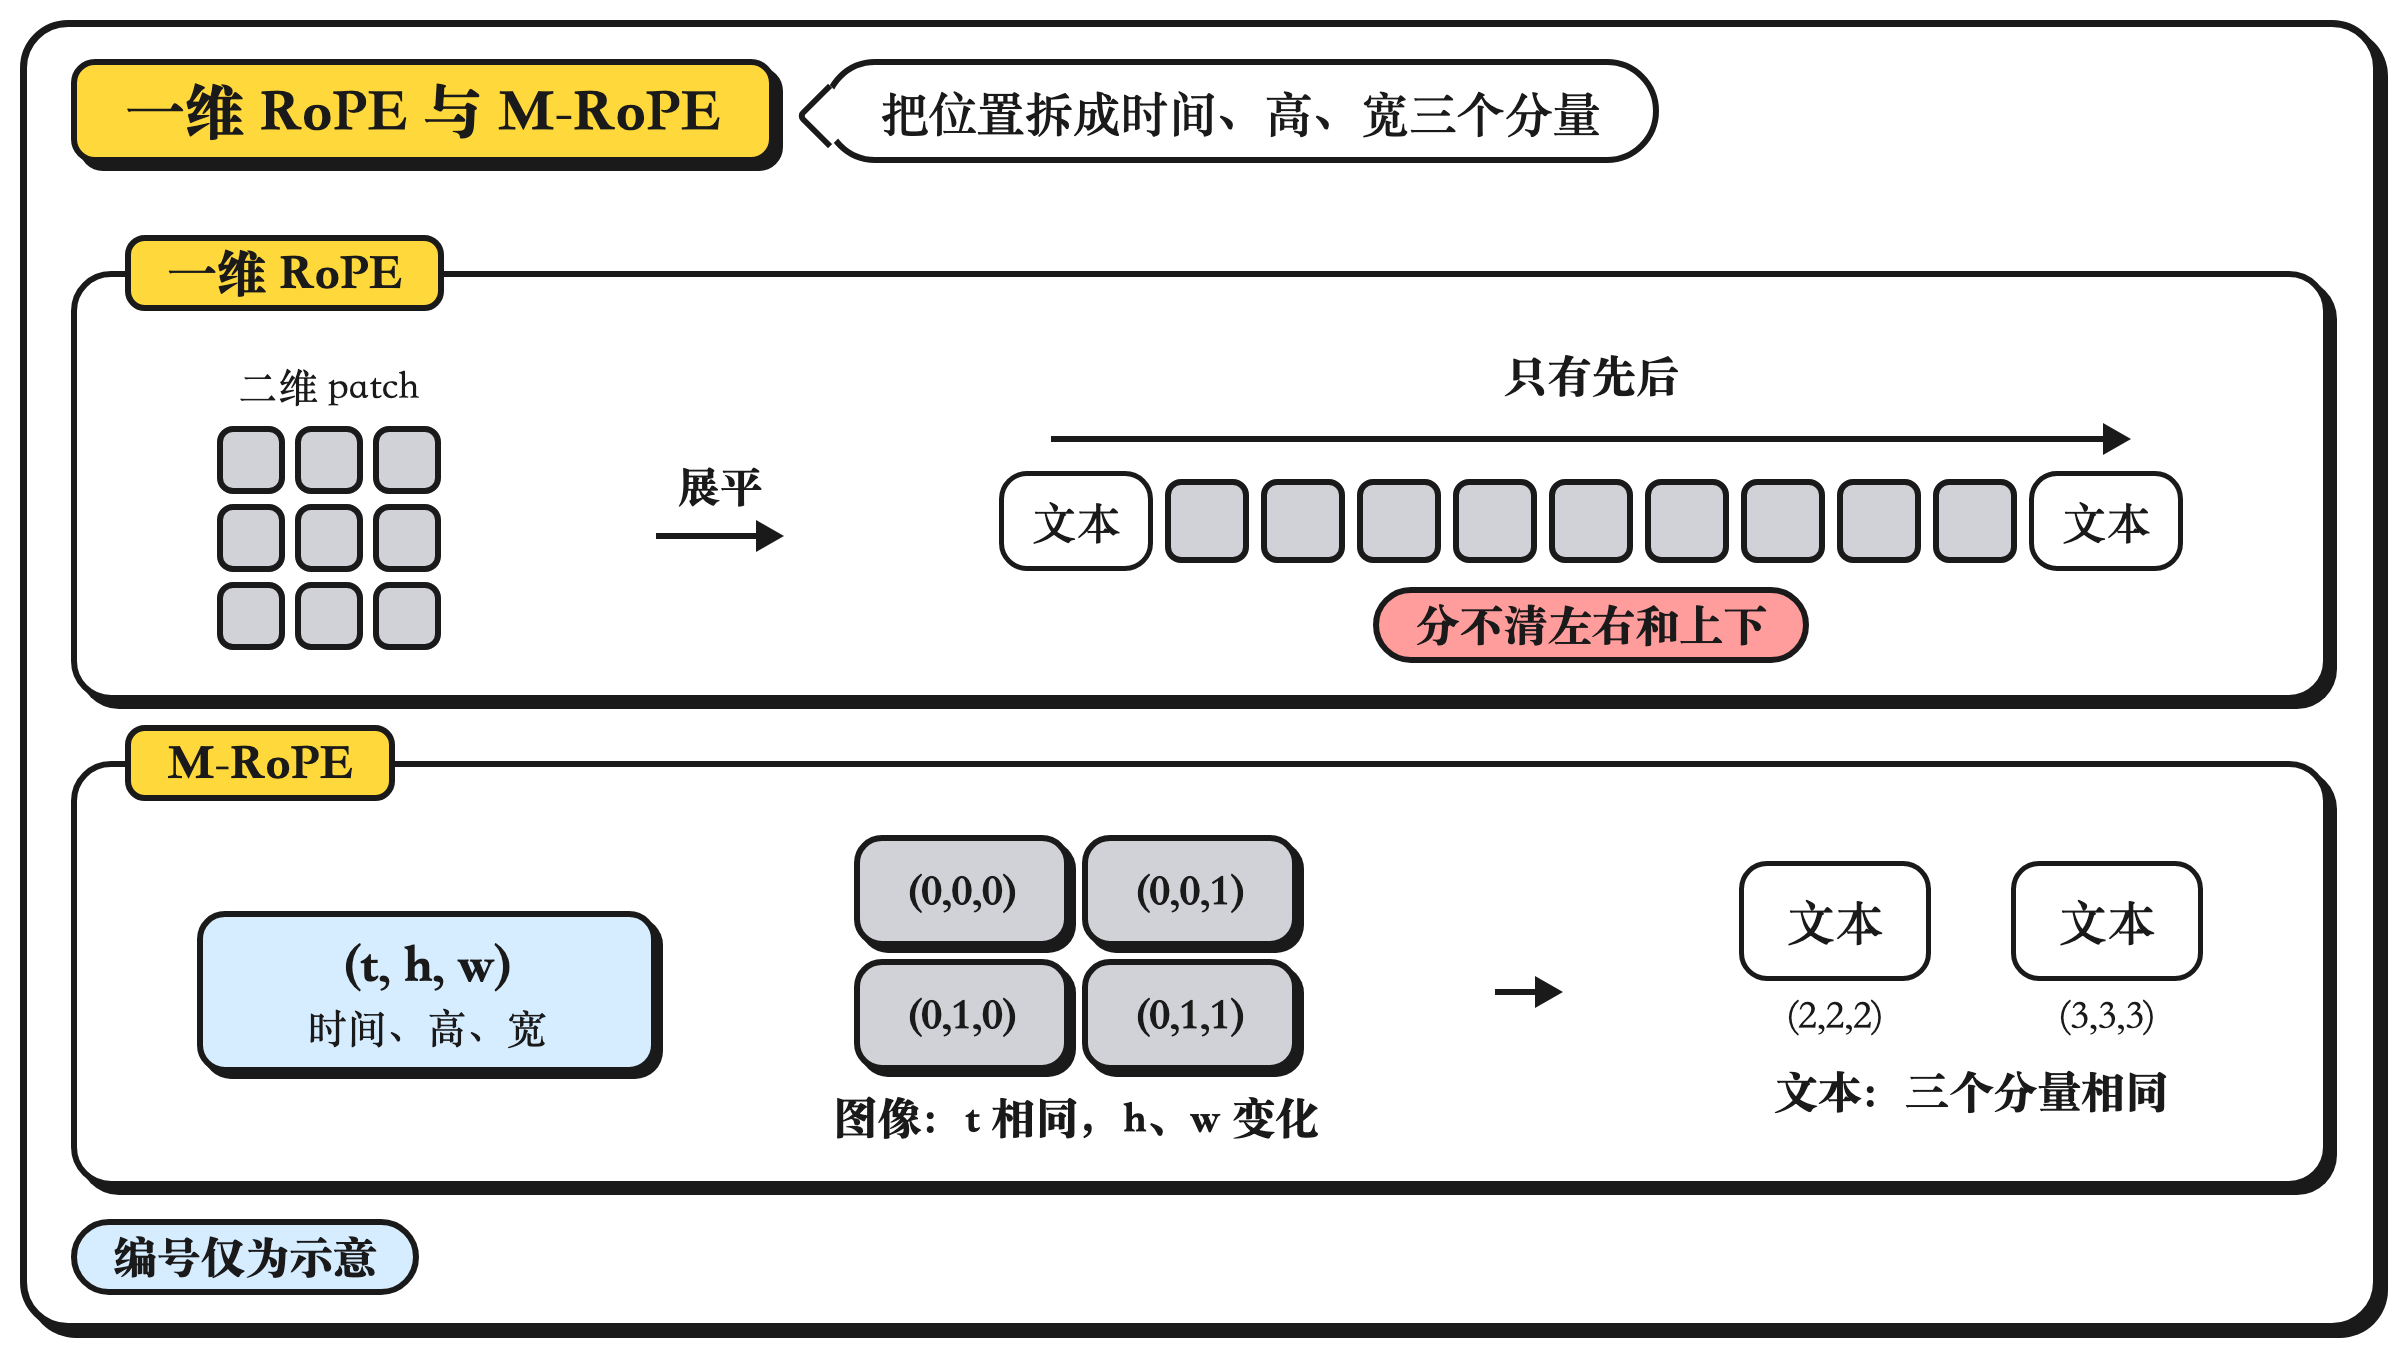 一维 RoPE 与 M-RoPE
把位置拆成时间、高、宽三个分量
一维 RoPE
二维 patch
展平
只有先后
文本
文本
分不清左右和上下
M-RoPE
(t, h, w)
时间、高、宽
(0,0,0)
(0,0,1)
(0,1,0)
(0,1,1)
图像：t 相同，h、w 变化
文本
文本
(2,2,2)
(3,3,3)
文本：三个分量相同
编号仅为示意